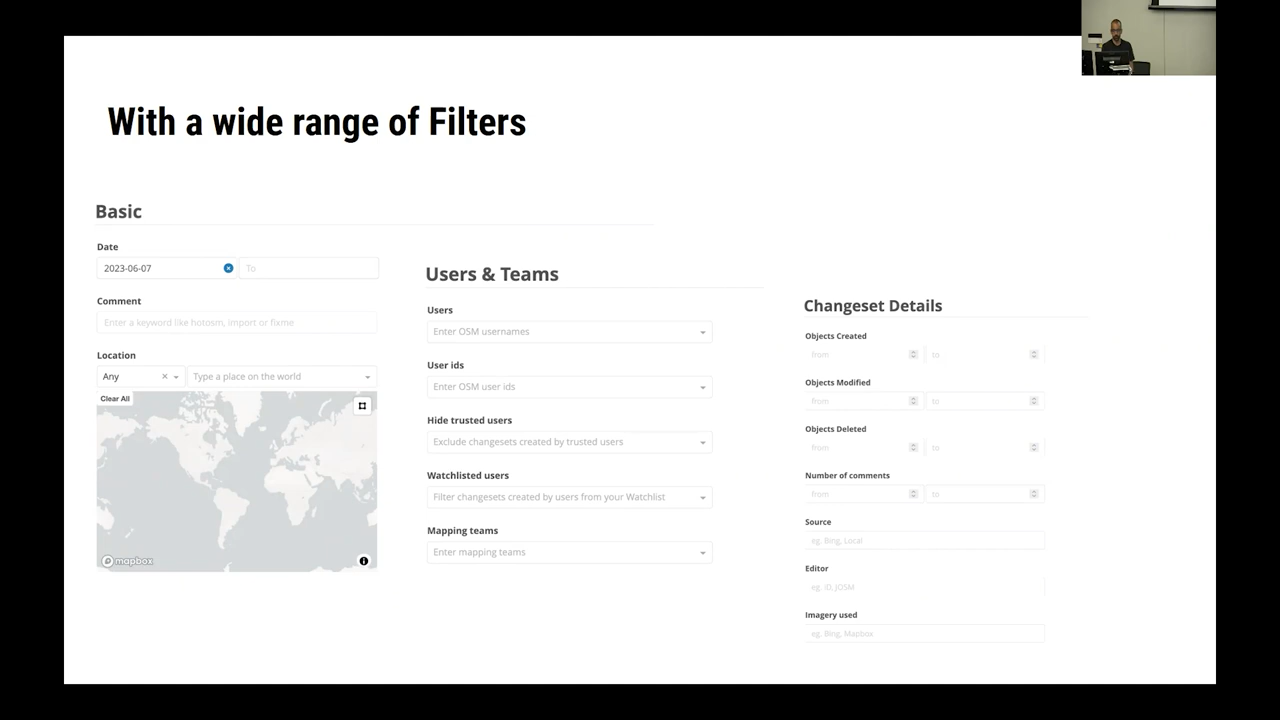 With a wide range of Filters
Basic
Date
2023-06-07
To
Comment
Enter a keyword like hotosm, import or fixme
Location
Any
Type a place on the world
Clear All
mapbox
Users & Teams
Users
Enter OSM usernames
User ids
Enter OSM user ids
Hide trusted users
Exclude changesets created by trusted users
Watchlisted users
Filter changesets created by users from your Watchlist
Mapping teams
Enter mapping teams
Changeset Details
Objects Created
from to
Objects Modified
from to
Objects Deleted
from to
Number of comments
from to
Source
eg. Bing, Local
Editor
eg. iD, JOSM
Imagery used
eg. Bing, Mapbox